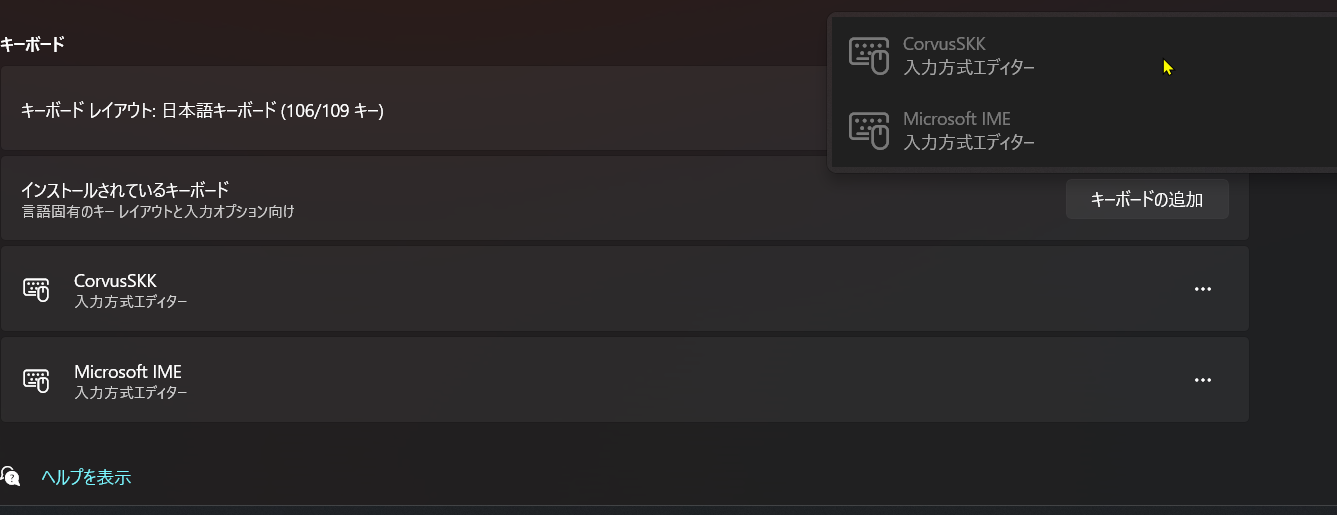 キーボード
CorvusSKK
入力方式エディター
Microsoft IME
入力方式エディター
キーボード レイアウト: 日本語キーボード (106/109 キー)
インストールされているキーボード
言語固有のキー レイアウトと入力オプション向け
キーボードの追加
CorvusSKK
入力方式エディター
Microsoft IME
入力方式エディター
ヘルプを表示